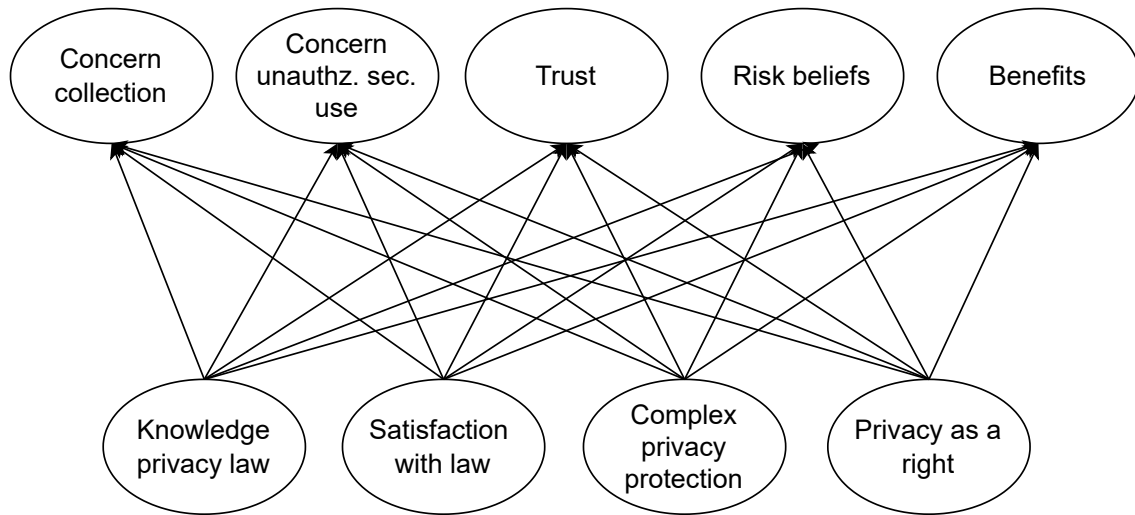 Concern
collection
Concern
unauthz. sec.
use
Trust
Risk beliefs
Benefits
Knowledge
privacy law
Satisfaction
with law
Complex
privacy
protection
Privacy as a
right